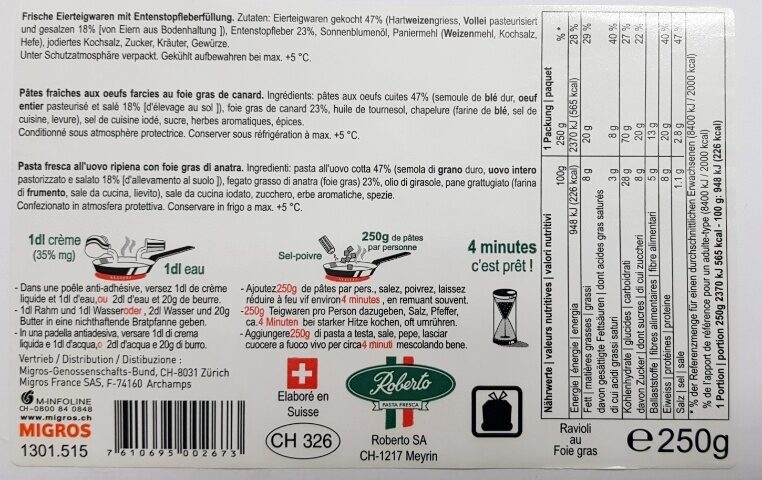 Frische Eierteigwaren mit Entenstopfleberfüllung. Zutaten: Eierteigwaren gekocht 47% (Hartweizengriess, Vollei pasteurisiert
und gesalzen 18% [von Eiern aus Bodenhaltung ]), Entenstopfleber 23%, Sonnenblumenöl, Paniermehl (Weizenmehl, Kochsalz,
Hefe), jodiertes Kochsalz, Zucker, Kräuter, Gewürze.
Unter Schutzatmosphäre verpackt. Gekühlt aufbewahren bei max. +5 °C.
Pâtes fraîches aux oeufs farcies au foie gras de canard. Ingrédients: pâtes aux oeufs cuites 47% (semoule de blé dur, oeuf
entier pasteurisé et salé 18% [d'élevage au sol ]), foie gras de canard 23%, huile de tournesol, chapelure (farine de blé, sel de
cuisine, levure), sel de cuisine iodé, sucre, herbes aromatiques, épices.
Conditionné sous atmosphère protectrice. Conserver sous réfrigération à max. +5 °C.
Pasta fresca all'uovo ripiena con foie gras di anatra. Ingredienti: pasta all'uovo cotta 47% (semola di grano duro, uovo intero
pastorizzato e salato 18% [d'allevamento al suolo ]), fegato grasso di anatra (foie gras) 23%, olio di girasole, pane grattugiato (farina
di frumento, sale da cucina, lievito), sale da cucina iodato, zucchero, erbe aromatiche, spezie.
Confezionato in atmosfera protettiva. Conservare in frigo a max. +5 °C.
1dl crème
(35% mg)
1dl eau
Sel-poivre
250g de pâtes
par personne
4 minutes
c'est prêt !
- Dans une poêle anti-adhésive, versez 1dl de crème
liquide et 1dl d'eau,ou 2dl d'eau et 20g de beurre.
- 1dl Rahm und 1dl Wasseroder, 2dl Wasser und 20g
Butter in eine nichthaftende Bratpfanne geben.
- In una padella antiadesiva, versare 1dl di crema
liquida e 1dl d'acqua,o 2dl d'acqua e 20g di burro.
- Ajoutez250g de pâtes par pers., salez, poivrez, laissez
réduire à feu vif environ4 minutes , en remuant souvent.
-250g Teigwaren pro Person dazugeben, Salz, Pfeffer,
ca.4 Minuten bei starker Hitze kochen, oft umrühren.
- Aggiungere250g di pasta a testa, sale, pepe, lasciar
cuocere a fuoco vivo per circa4 minuti mescolando bene.
Vertrieb / Distribution / Distibuzione :
Migros-Genossenschafts-Bund, CH-8031 Zürich
Migros France SAS, F-74160 Archamps
M-INFOLINE
CH-0800 84 0848
www.migros.ch
MIGROS
1301.515
7 610695 002673
Elaboré en
Suisse
CH 326
Roberto
PASTA FRESCA
Roberto SA
CH-1217 Meyrin
Ravioli
au
Foie gras
e250g
Nährwerte | valeurs nutritives | valori nutritivi 100g 1 Packung | paquet 250 g % *
Energie | énergie | energia 948 kJ (226 kcal) 2370 kJ (565 kcal) 28 %
Fett | matières grasses | grassi 8 g 20 g 29 %
davon gesättigte Fettsäuren | dont acides gras saturés
di cui acidi grassi saturi 3 g 8 g 40 %
Kohlenhydrate | glucides | carboidrati 28 g 70 g 27 %
davon Zucker | dont sucres | di cui zuccheri 8 g 20 g 22 %
Ballaststoffe | fibres alimentaires | fibre alimentari 5 g 13 g
Eiweiss | protéines | proteine 8 g 20 g 40 %
Salz | sel | sale 1.1 g 2.8 g 47 %
* % der Referenzmenge für einen durchschnittlichen Erwachsenen (8400 kJ / 2000 kcal)
% de l'apport de référence pour un adulte-type (8400 kJ / 2000 kcal)
1 Portion | portion 250g 2370 kJ 565 kcal - 100 g: 948 kJ (226 kcal)